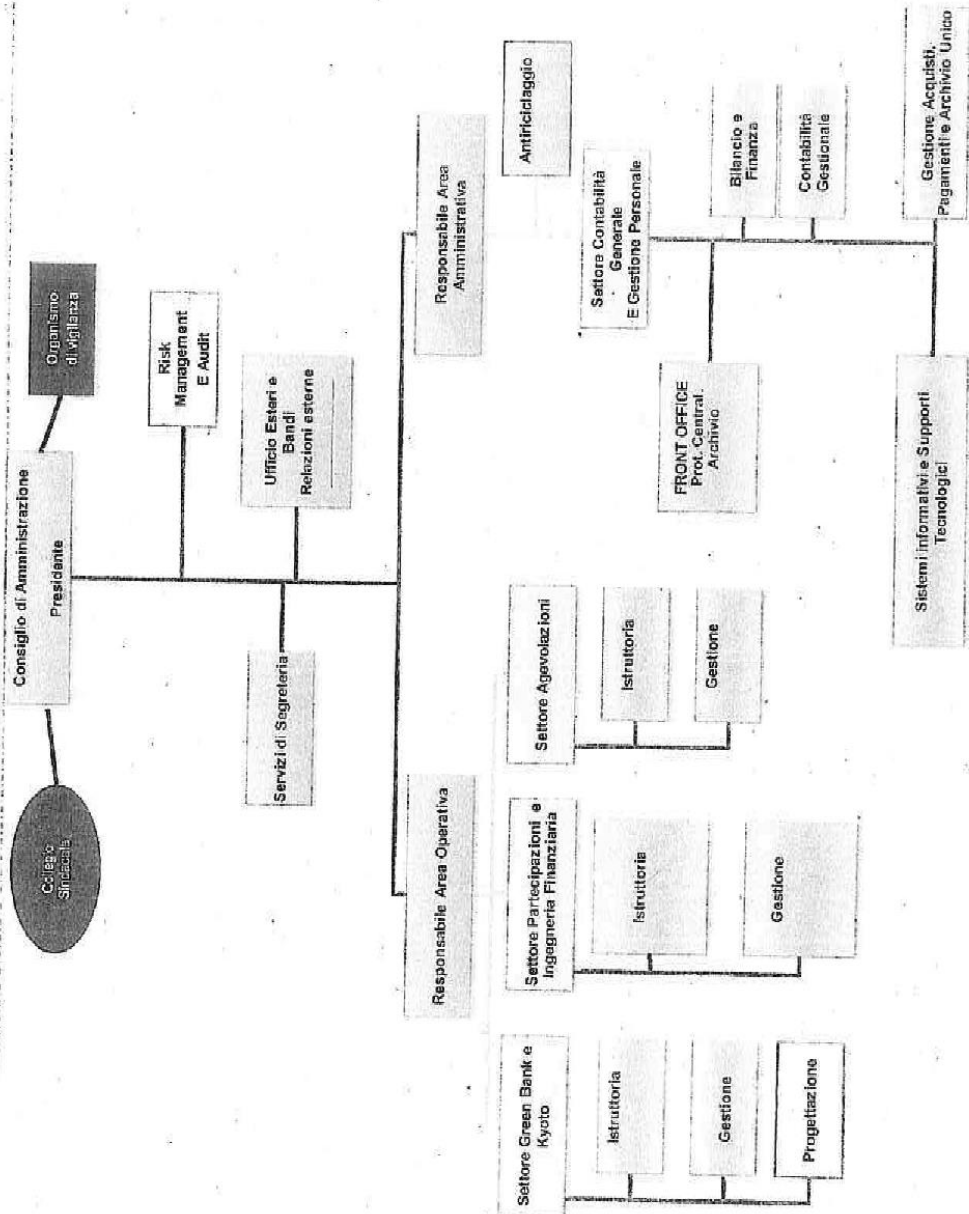 Consiglio di Amministrazione
Presidente
Collegio
Sindacale
Organismo
di vigilanza
Risk
Management
E Audit
Ufficio Esteri e
Bandi
Relazioni esterne
Servizi di Segreteria
Responsabile Area Operativa
Responsabile Area
Amministrativa
Antiriciclaggio
Settore Green Bank e
Kyoto
Istruttoria
Gestione
Progettazione
Settore Partecipazioni e
Ingegneria Finanziaria
Istruttoria
Gestione
Settore Agevolazioni
Istruttoria
Gestione
Settore Contabilità
Generale
E Gestione Personale
FRONT OFFICE
Prot. Central.
Archivio
Bilancio e
Finanza
Contabilità
Gestionale
Sistemi Informativi e Supporti
Tecnologici
Gestione Acquisti,
Pagamenti e Archivio Unico